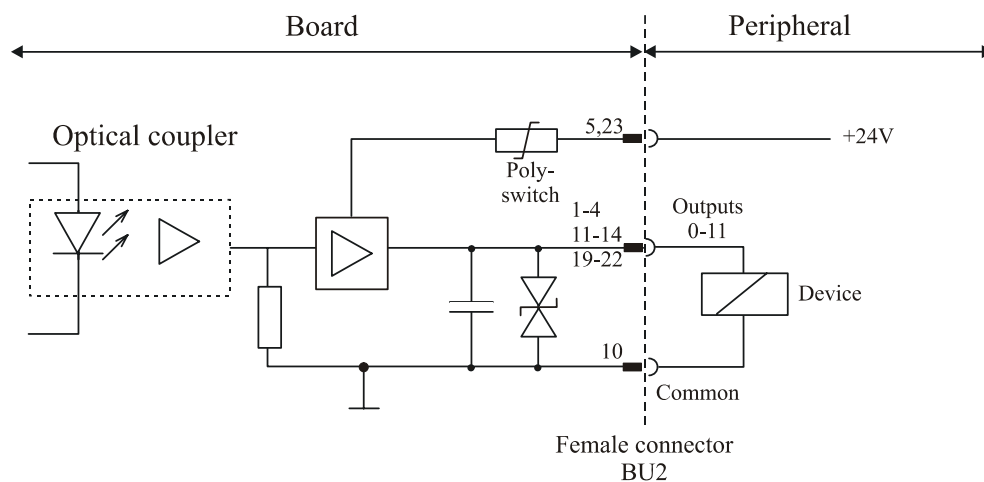 Board
Peripheral
Optical coupler
5,23
+24V
Poly-
switch
1-4
11-14
19-22
Outputs
0-11
Device
10
Common
Female connector
BU2